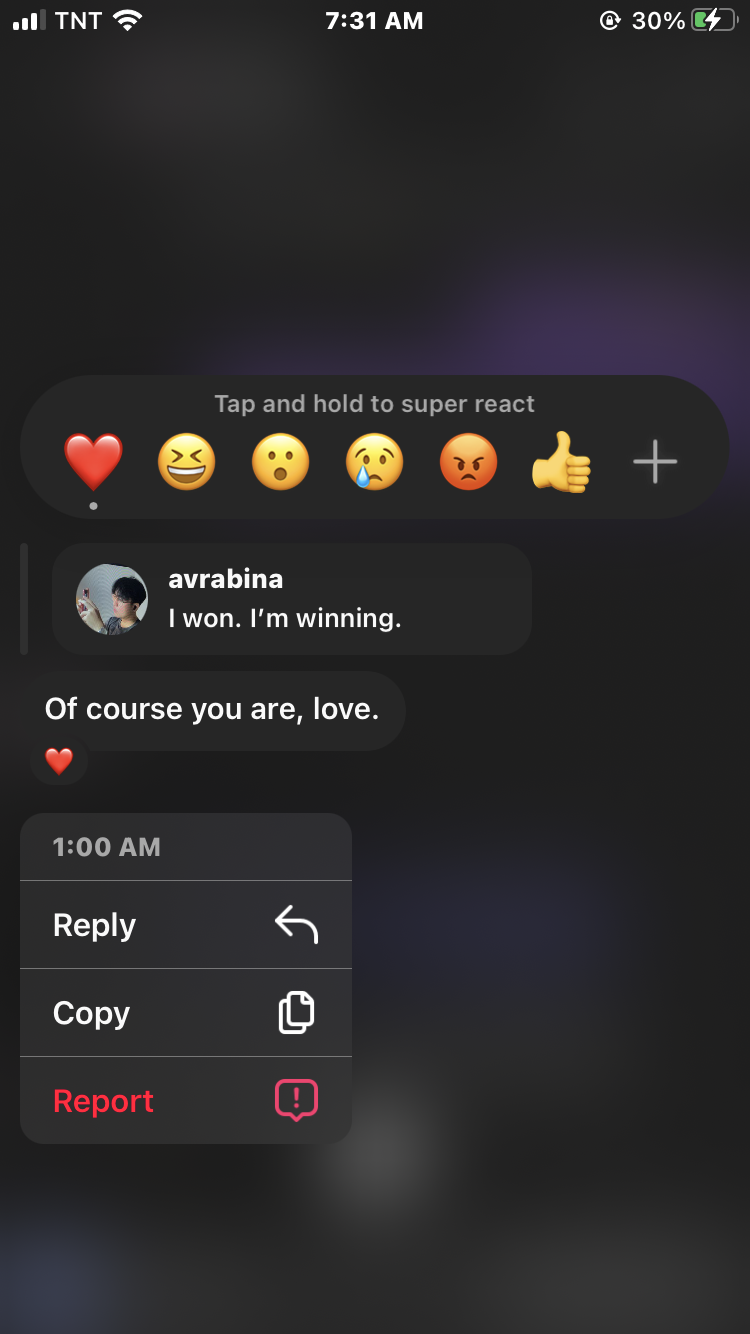 TNT 7:31 AM 30%
Tap and hold to super react
avrabina
I won. I’m winning.
Of course you are, love.
1:00 AM
Reply
Copy
Report